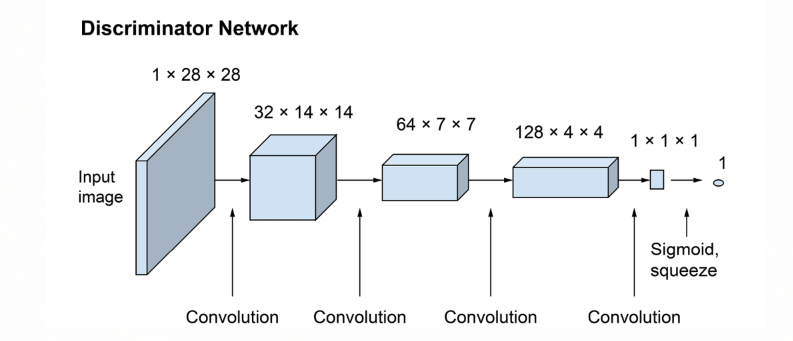 Discriminator Network
1 × 28 × 28
32 × 14 × 14
64 × 7 × 7
128 × 4 × 4
1 × 1 × 1
1
Input
image
Sigmoid,
squeeze
Convolution
Convolution
Convolution
Convolution